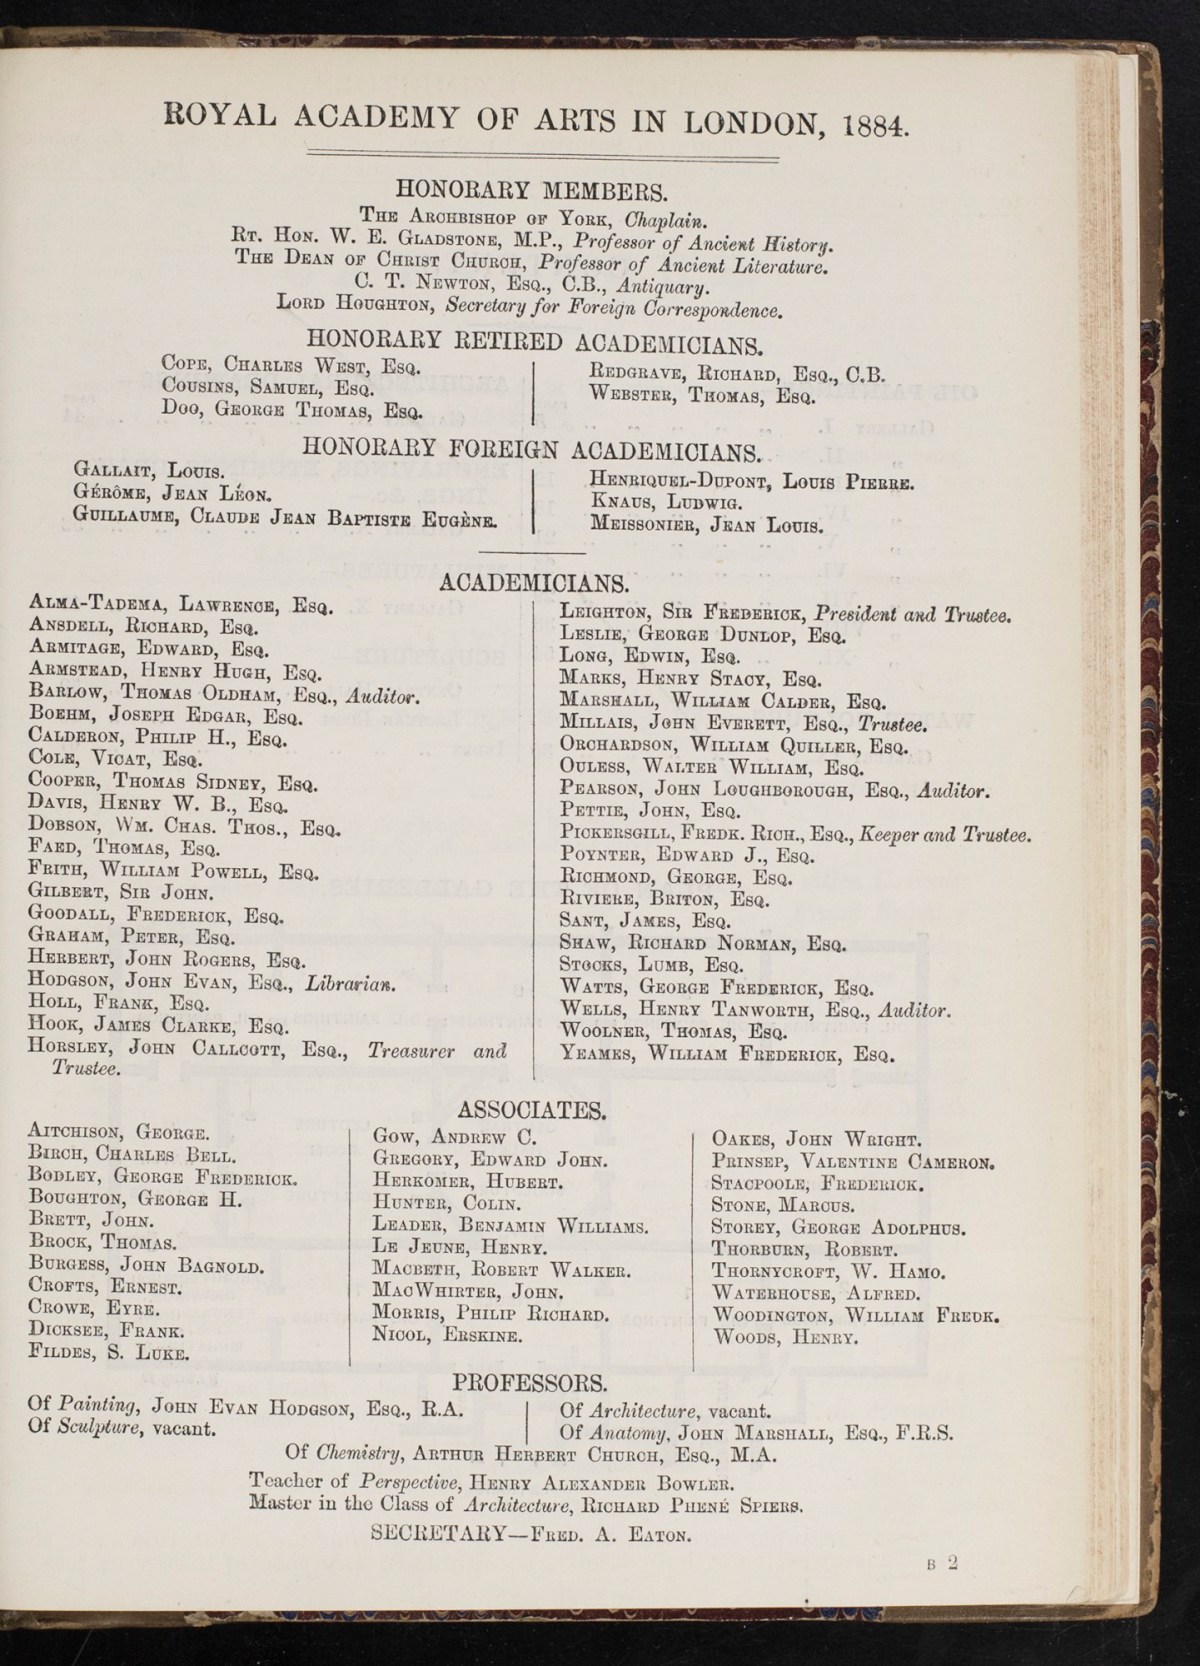 ROYAL ACADEMY OF ARTS IN LONDON, 1884.
HONORARY MEMBERS.
THE ARCHBISHOP OF YORK, Chaplain.
RT. HON. W. E. GLADSTONE, M.P., Professor of Ancient History.
THE DEAN OF CHRIST CHURCH, Professor of Ancient Literature.
C. T. NEWTON, ESQ., C.B., Antiquary.
LORD HOUGHTON, Secretary for Foreign Correspondence.
HONORARY RETIRED ACADEMICIANS.
COPE, CHARLES WEST, ESQ.
COUSINS, SAMUEL, ESQ.
DOO, GEORGE THOMAS, ESQ.
REDGRAVE, RICHARD, ESQ., C.B.
WEBSTER, THOMAS, ESQ.
HONORARY FOREIGN ACADEMICIANS.
GALLAIT, LOUIS.
GÉRÔME, JEAN LÉON.
GUILLAUME, CLAUDE JEAN BAPTISTE EUGÈNE.
HENRIQUEL-DUPONT, LOUIS PIERRE.
KNAUS, LUDWIG.
MEISSONIER, JEAN LOUIS.
ACADEMICIANS.
ALMA-TADEMA, LAWRENCE, ESQ.
ANSDELL, RICHARD, ESQ.
ARMITAGE, EDWARD, ESQ.
ARMSTEAD, HENRY HUGH, ESQ.
BARLOW, THOMAS OLDHAM, ESQ., Auditor.
BOEHM, JOSEPH EDGAR, ESQ.
CALDERON, PHILIP H., ESQ.
COLE, VICAT, ESQ.
COOPER, THOMAS SIDNEY, ESQ.
DAVIS, HENRY W. B., ESQ.
DOBSON, WM. CHAS. THOS., ESQ.
FAED, THOMAS, ESQ.
FRITH, WILLIAM POWELL, ESQ.
GILBERT, SIR JOHN.
GOODALL, FREDERICK, ESQ.
GRAHAM, PETER, ESQ.
HERBERT, JOHN ROGERS, ESQ.
HODGSON, JOHN EVAN, ESQ., Librarian.
HOLL, FRANK, ESQ.
HOOK, JAMES CLARKE, ESQ.
HORSLEY, JOHN CALLCOTT, ESQ., Treasurer and
Trustee.
LEIGHTON, SIR FREDERICK, President and Trustee.
LESLIE, GEORGE DUNLOP, ESQ.
LONG, EDWIN, ESQ.
MARKS, HENRY STACY, ESQ.
MARSHALL, WILLIAM CALDER, ESQ.
MILLAIS, JOHN EVERETT, ESQ., Trustee.
ORCHARDSON, WILLIAM QUILLER, ESQ.
OULESS, WALTER WILLIAM, ESQ.
PEARSON, JOHN LOUGHBOROUGH, ESQ., Auditor.
PETTIE, JOHN, ESQ.
PICKERSGILL, FREDK. RICH., ESQ., Keeper and Trustee.
POYNTER, EDWARD J., ESQ.
RICHMOND, GEORGE, ESQ.
RIVIERE, BRITON, ESQ.
SANT, JAMES, ESQ.
SHAW, RICHARD NORMAN, ESQ.
STOCKS, LUMB, ESQ.
WATTS, GEORGE FREDERICK, ESQ.
WELLS, HENRY TANWORTH, ESQ., Auditor.
WOOLNER, THOMAS, ESQ.
YEAMES, WILLIAM FREDERICK, ESQ.
ASSOCIATES.
AITCHISON, GEORGE.
BIRCH, CHARLES BELL.
BODLEY, GEORGE FREDERICK.
BOUGHTON, GEORGE H.
BRETT, JOHN.
BROCK, THOMAS.
BURGESS, JOHN BAGNOLD.
CROFTS, ERNEST.
CROWE, EYRE.
DICKSEE, FRANK.
FILDES, S. LUKE.
GOW, ANDREW C.
GREGORY, EDWARD JOHN.
HERKOMER, HUBERT.
HUNTER, COLIN.
LEADER, BENJAMIN WILLIAMS.
LE JEUNE, HENRY.
MACBETH, ROBERT WALKER.
MACWHIRTER, JOHN.
MORRIS, PHILIP RICHARD.
NICOL, ERSKINE.
OAKES, JOHN WRIGHT.
PRINSEP, VALENTINE CAMERON.
STACPOOLE, FREDERICK.
STONE, MARCUS.
STOREY, GEORGE ADOLPHUS.
THORBURN, ROBERT.
THORNYCROFT, W. HAMO.
WATERHOUSE, ALFRED.
WOODINGTON, WILLIAM FREDK.
WOODS, HENRY.
PROFESSORS.
Of Painting, JOHN EVAN HODGSON, ESQ., R.A.
Of Sculpture, vacant.
Of Architecture, vacant.
Of Anatomy, JOHN MARSHALL, ESQ., F.R.S.
Of Chemistry, ARTHUR HERBERT CHURCH, ESQ., M.A.
Teacher of Perspective, HENRY ALEXANDER BOWLER.
Master in the Class of Architecture, RICHARD PHENÉ SPIERS.
SECRETARY—FRED. A. EATON.
B 2